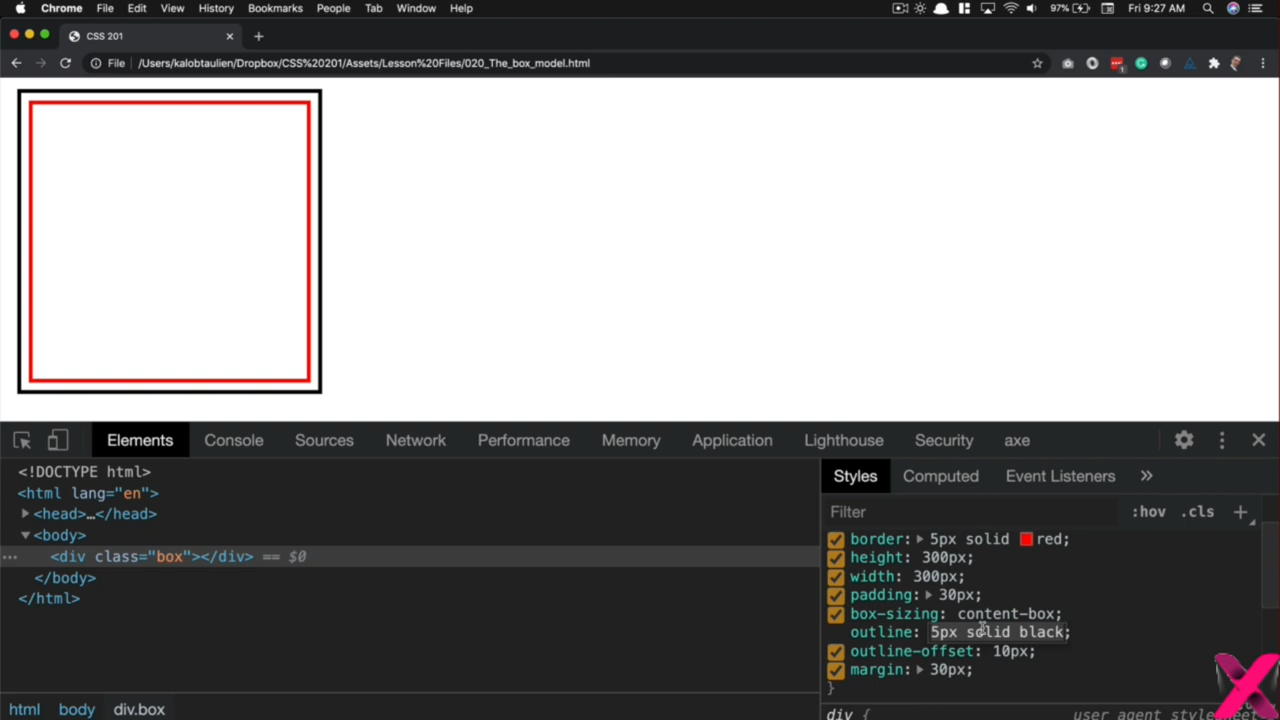 Chrome File Edit View History Bookmarks People Tab Window Help 97% Fri 9:27 AM
CSS 201
File /Users/kalobtaulien/Dropbox/CSS%20201/Assets/Lesson%20Files/020_The_box_model.html
Elements Console Sources Network Performance Memory Application Lighthouse Security axe
<!DOCTYPE html>
<html lang="en">
<head>…</head>
<body>
<div class="box"></div> == $0
</body>
</html>
html body div.box
Styles Computed Event Listeners »
Filter :hov .cls +
border: 5px solid red;
height: 300px;
width: 300px;
padding: 30px;
box-sizing: content-box;
outline: 5px solid black;
outline-offset: 10px;
margin: 30px;
}
div { user agent stylesheet
X